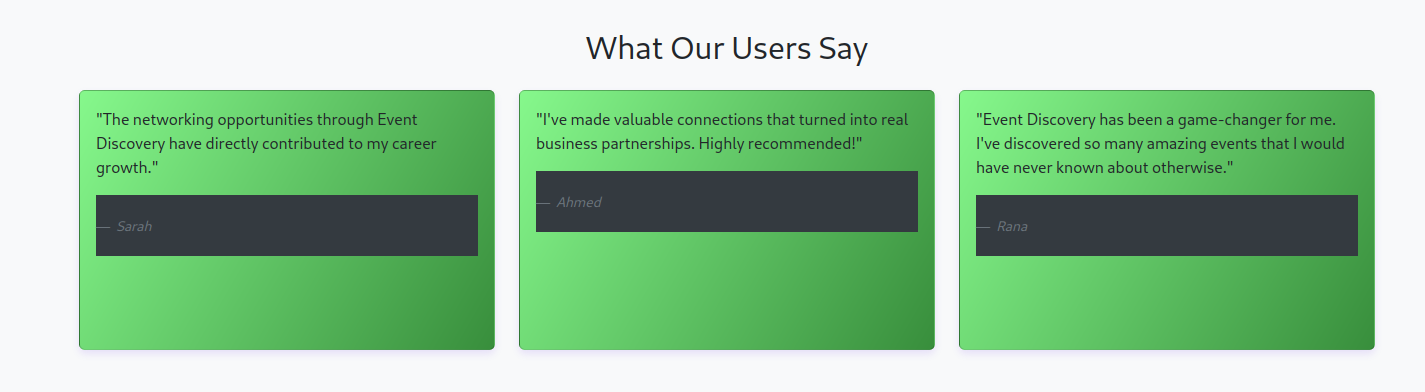 What Our Users Say
"The networking opportunities through Event
Discovery have directly contributed to my career
growth."
— Sarah
"I've made valuable connections that turned into real
business partnerships. Highly recommended!"
— Ahmed
"Event Discovery has been a game-changer for me.
I've discovered so many amazing events that I would
have never known about otherwise."
— Rana